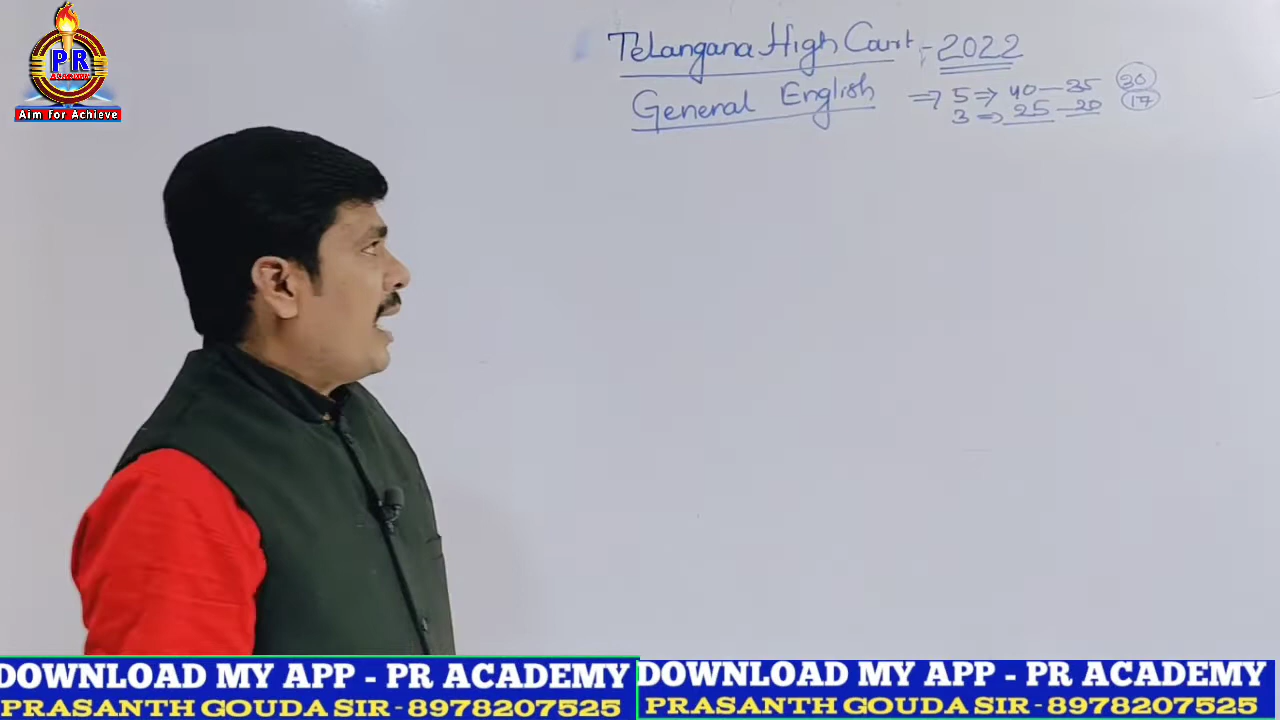 PR
ACADEMY
Aim For Achieve
Telangana High Court - 2022
General English => 5 => 40 - 35 30
3 => 25 - 20 17
DOWNLOAD MY APP - PR ACADEMY DOWNLOAD MY APP - PR ACADEMY
PRASANTH GOUDA SIR - 8978207525 PRASANTH GOUDA SIR - 8978207525